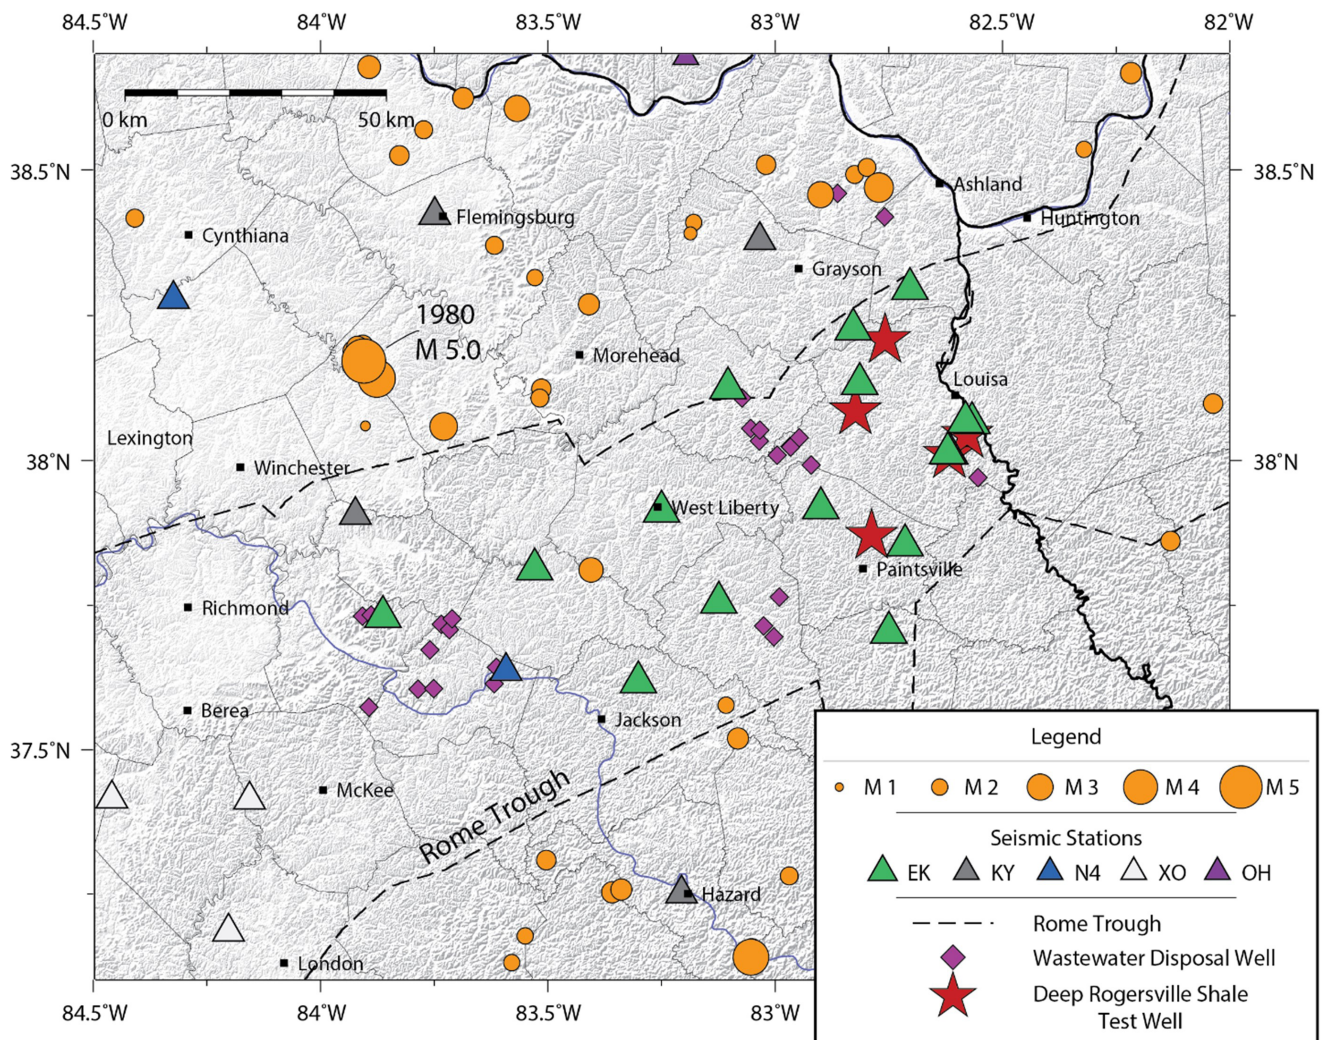 84.5°W 84°W 83.5°W 83°W 82.5°W 82°W
0 km 50 km
38.5°N 38.5°N
Ashland
Flemingsburg Huntington
Cynthiana
Grayson
1980
M 5.0
Morehead
Louisa
Lexington
38°N 38°N
Winchester
West Liberty
Paintsville
Richmond
Berea
Jackson
37.5°N
McKee
Rome Trough
Hazard
London
84.5°W 84°W 83.5°W 83°W
Legend
M 1 M 2 M 3 M 4 M 5
Seismic Stations
EK KY N4 XO OH
Rome Trough
Wastewater Disposal Well
Deep Rogersville Shale
Test Well